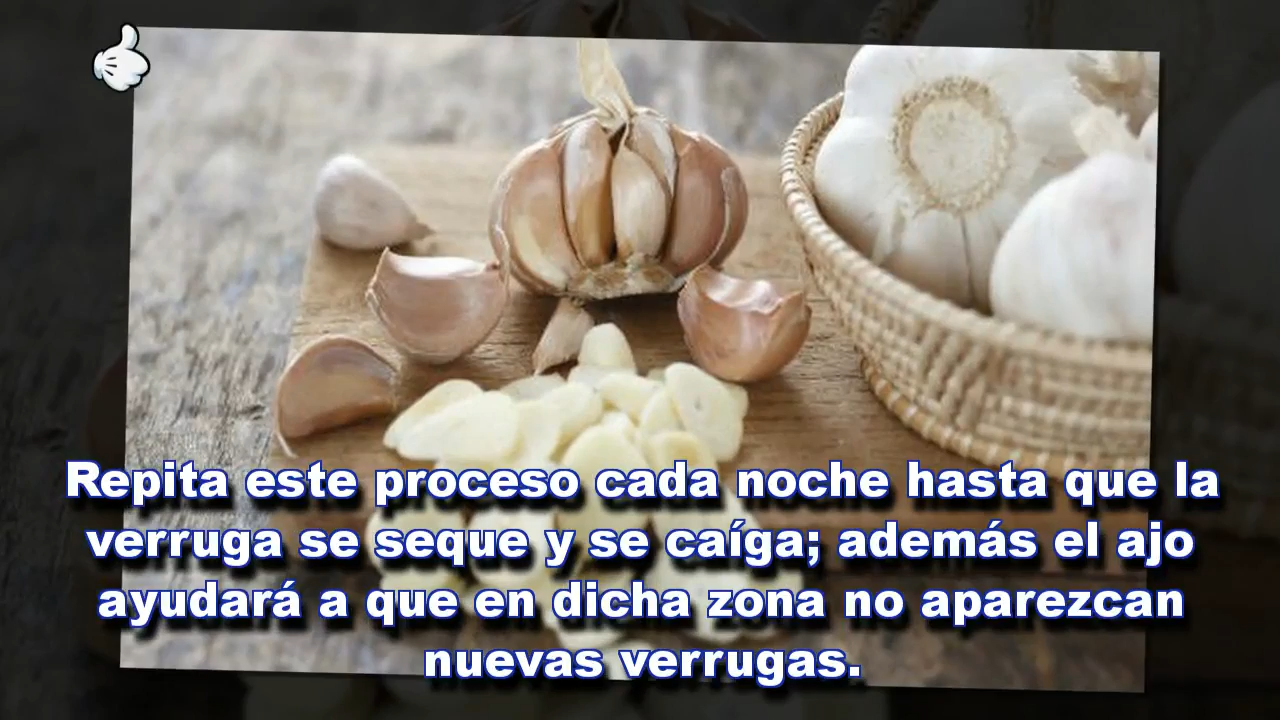 Repita este proceso cada noche hasta que la
verruga se seque y se caíga; además el ajo
ayudará a que en dicha zona no aparezcan
nuevas verrugas.